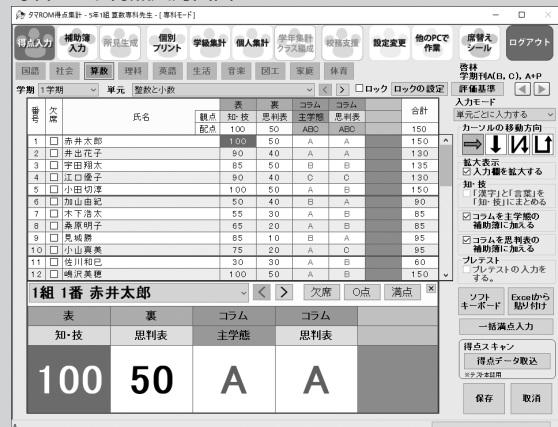 タマROM得点集計 - 5年1組 算数専科先生 - [専科ﾓｰﾄﾞ]
得点入力 補助簿入力 所見生成 個別プリント 学級集計 個人集計 学年集計クラス編成 校務支援 設定変更 他のPCで作業 席替えシール ログアウト
国語 社会 算数 理科 英語 生活 音楽 図工 家庭 体育
啓林
学期刊A(B, C), A+P
学期 1学期 単元 整数と小数 < > ロック ロックの設定 評価基準
番号 欠席 氏名 表 裏 コラム コラム 合計
観点 知・技 思判表 主学態 思判表
配点 100 50 ABC ABC 150
1 赤井太郎 100 50 A A 150
2 井出花子 90 40 A A 130
3 宇田翔太 85 50 B B 135
4 江口優子 90 40 C C 130
5 小田切淳 100 50 A B 150
6 加山由紀 50 40 B A 90
7 木下浩太 55 30 B A 85
8 桑原明子 65 20 B A 85
9 見城勝 85 10 B A 95
10 小山真美 75 20 A C 95
11 佐川和巳 30 30 A B 60
12 嶋沢美穂 100 50 A B 150
入力モード
単元ごとに入力する
カーソルの移動方向
拡大表示
入力欄を拡大する
知・技
「漢字」と「言葉」を
「知・技」にまとめる
コラムを主学態の
補助簿に加える
コラムを思判表の
補助簿に加える
プレテスト
プレテストの入力を
する。
ソフトキーボード Excelから貼り付け
一括満点入力
得点スキャン
得点データ取込
※テスト本誌用
保存 取消
1組 1番 赤井太郎 < > 欠席 0点 満点 ×
表 裏 コラム コラム
知・技 思判表 主学態 思判表
100 50 A A